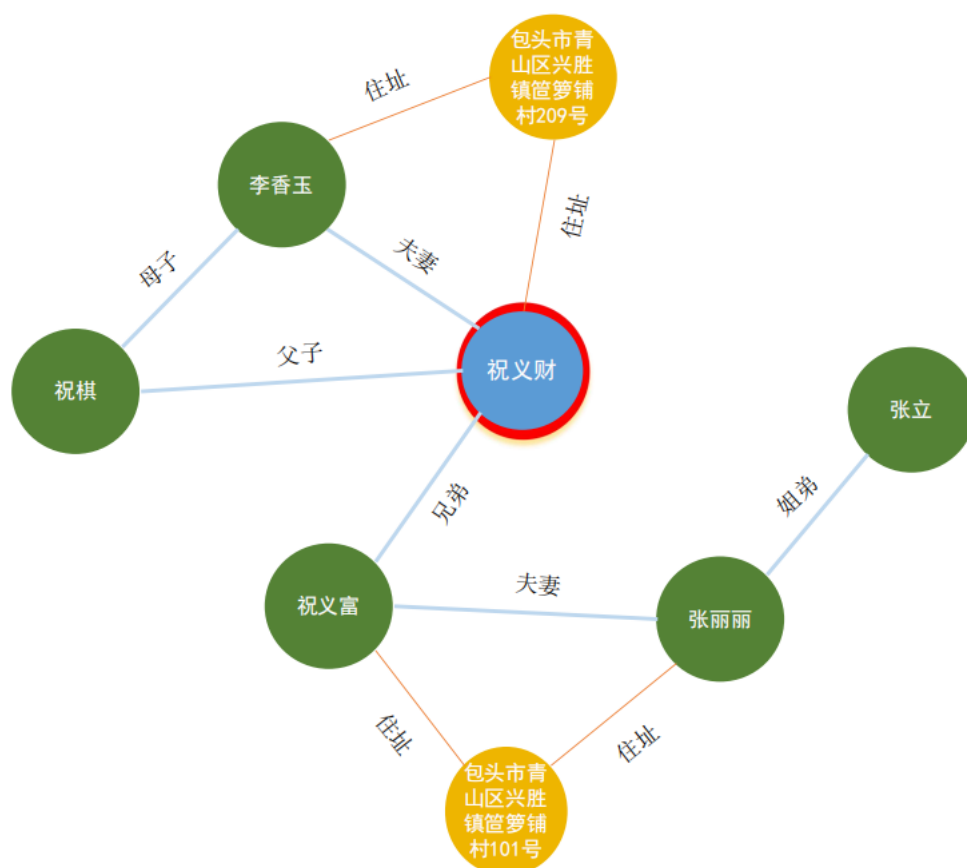 包头市青
山区兴胜
镇笸箩铺
村209号
住址
李香玉
住址
夫妻
母子
父子
祝义财
祝棋
张立
姐弟
兄弟
夫妻
祝义富
张丽丽
住址
住址
包头市青
山区兴胜
镇笸箩铺
村101号